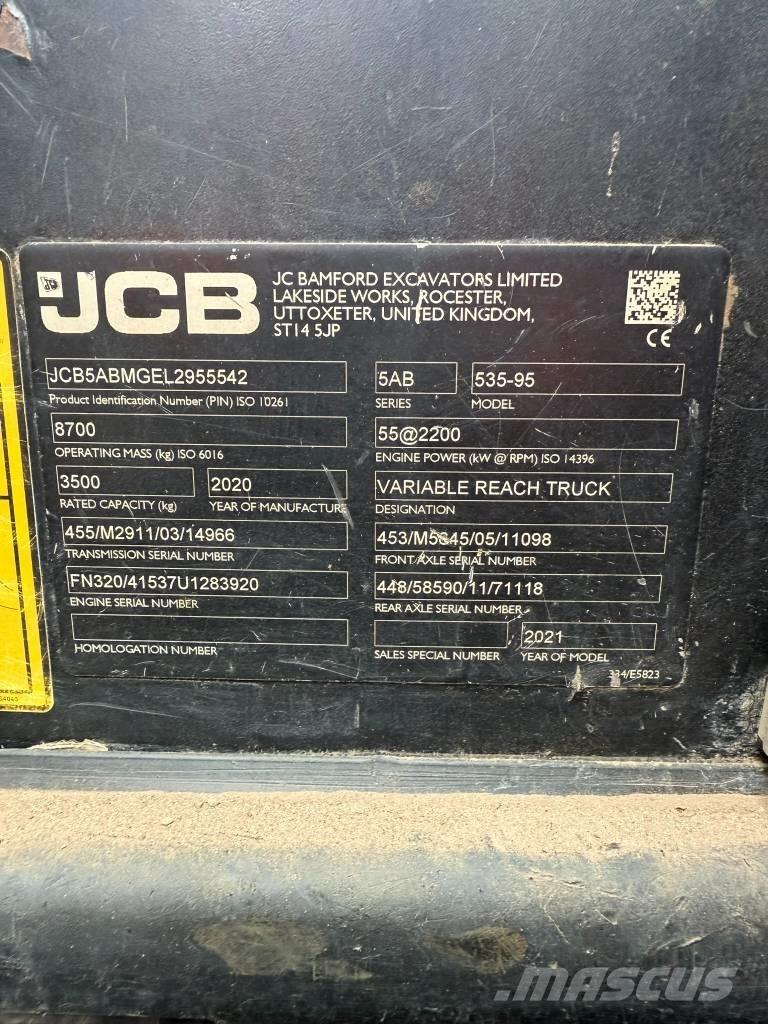 JCB
JC BAMFORD EXCAVATORS LIMITED
LAKESIDE WORKS, ROCESTER,
UTTOXETER, UNITED KINGDOM,
ST14 5JP
CE
JCB5ABMGEL2955542
Product Identification Number (PIN) ISO 10261
5AB
SERIES
535-95
MODEL
8700
OPERATING MASS (kg) ISO 6016
55@2200
ENGINE POWER (kW @ RPM) ISO 14396
3500
RATED CAPACITY (kg)
2020
YEAR OF MANUFACTURE
VARIABLE REACH TRUCK
DESIGNATION
455/M2911/03/14966
TRANSMISSION SERIAL NUMBER
FRONT AXLE SERIAL NUMBER
FN320/41537U1283920
ENGINE SERIAL NUMBER
448/58590/11/71118
REAR AXLE SERIAL NUMBER
HOMOLOGATION NUMBER
SALES SPECIAL NUMBER
2021
YEAR OF MODEL
334/E5823
MASCUS